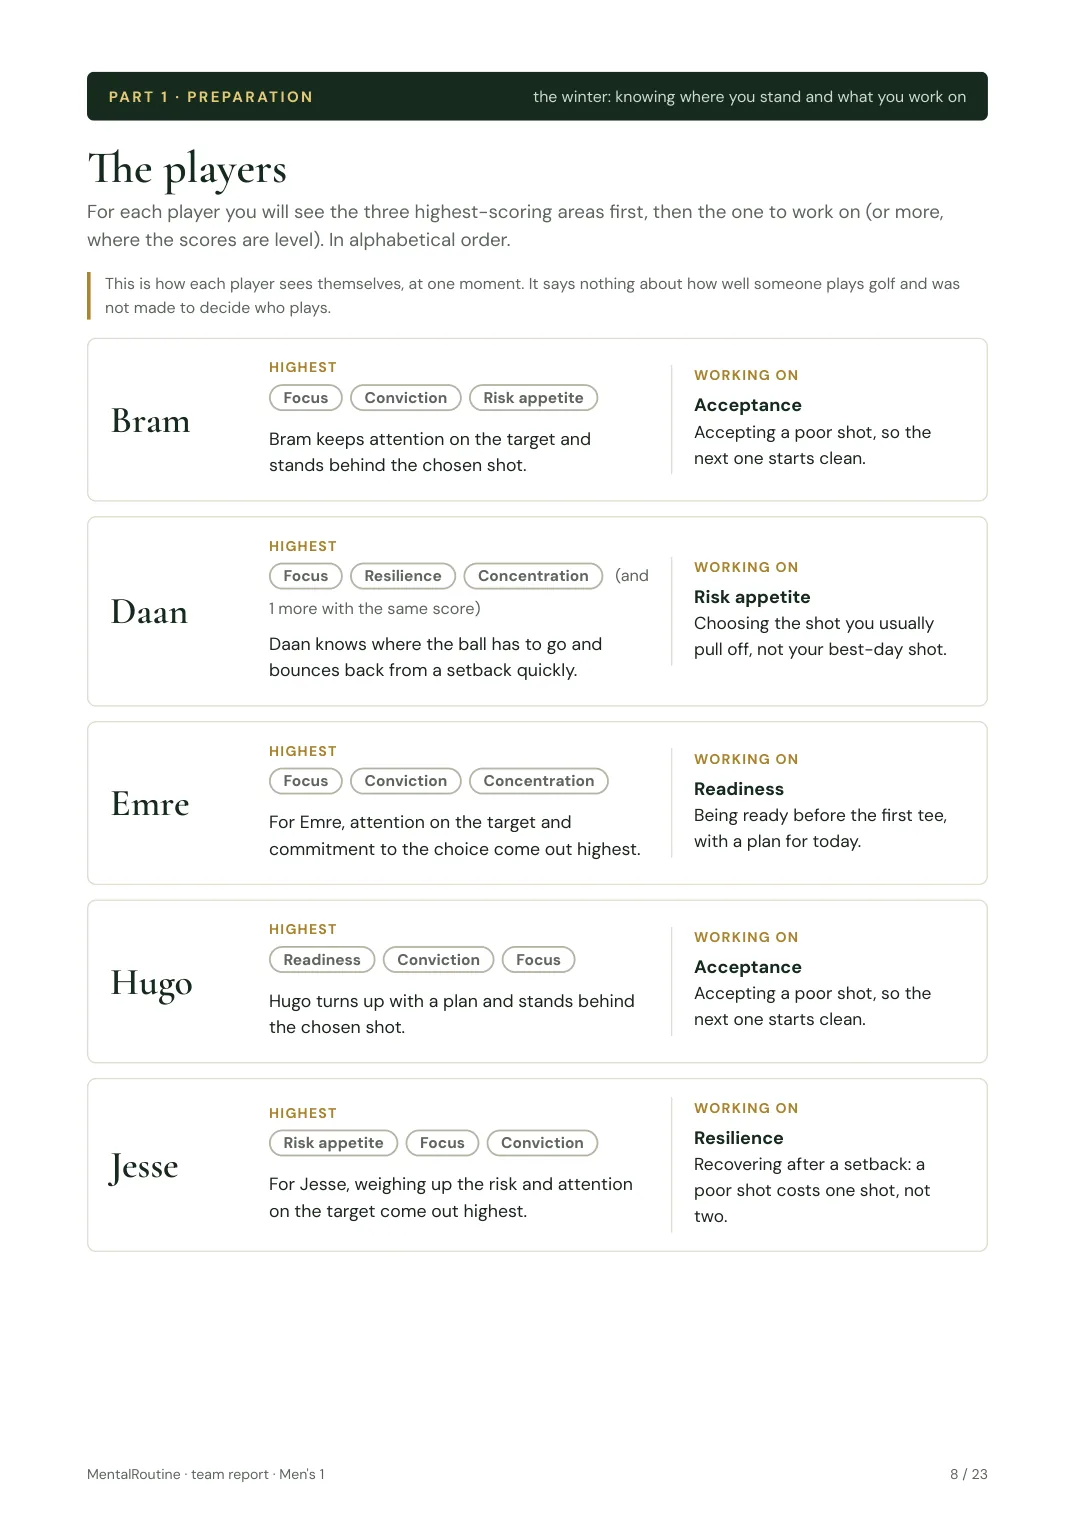 PART 1 · PREPARATION
the winter: knowing where you stand and what you work on
The players
For each player you will see the three highest-scoring areas first, then the one to work on (or more,
where the scores are level). In alphabetical order.
This is how each player sees themselves, at one moment. It says nothing about how well someone plays golf and was
not made to decide who plays.
Bram
HIGHEST
Focus Conviction Risk appetite
Bram keeps attention on the target and
stands behind the chosen shot.
WORKING ON
Acceptance
Accepting a poor shot, so the
next one starts clean.
Daan
HIGHEST
Focus Resilience Concentration (and
1 more with the same score)
Daan knows where the ball has to go and
bounces back from a setback quickly.
WORKING ON
Risk appetite
Choosing the shot you usually
pull off, not your best-day shot.
Emre
HIGHEST
Focus Conviction Concentration
For Emre, attention on the target and
commitment to the choice come out highest.
WORKING ON
Readiness
Being ready before the first tee,
with a plan for today.
Hugo
HIGHEST
Readiness Conviction Focus
Hugo turns up with a plan and stands behind
the chosen shot.
WORKING ON
Acceptance
Accepting a poor shot, so the
next one starts clean.
Jesse
HIGHEST
Risk appetite Focus Conviction
For Jesse, weighing up the risk and attention
on the target come out highest.
WORKING ON
Resilience
Recovering after a setback: a
poor shot costs one shot, not
two.
MentalRoutine · team report · Men's 1
8 / 23